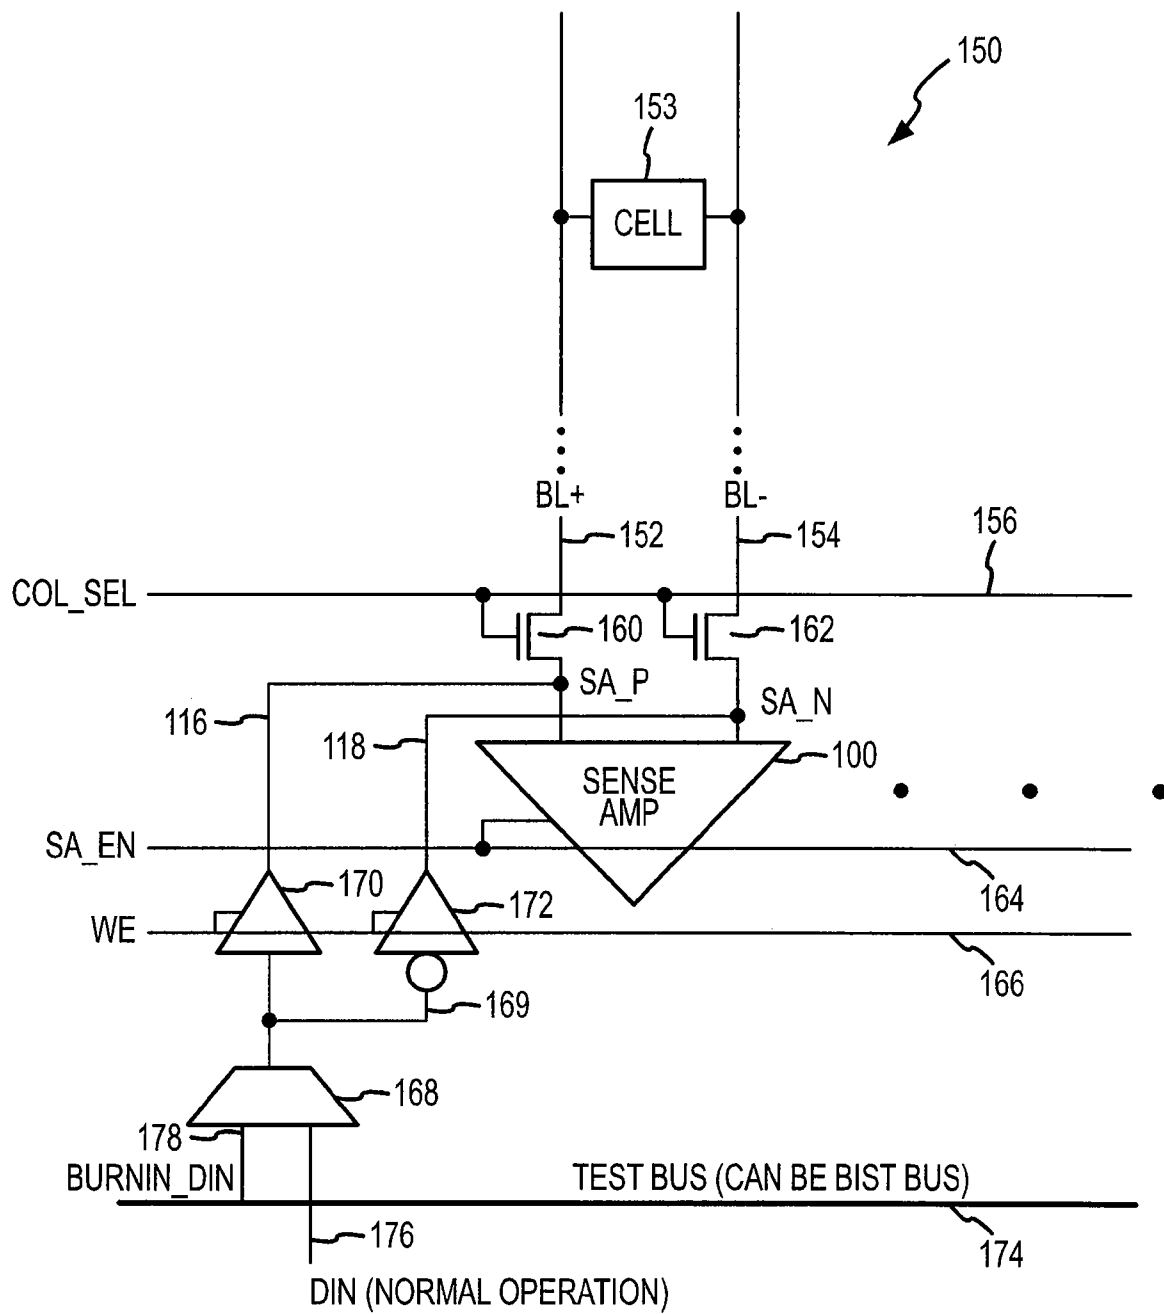 150
153
CELL
BL+
BL-
152
154
156
COL_SEL
160
162
SA_P
SA_N
116
118
100
SENSE
AMP
SA_EN
170
172
164
WE
169
166
168
178
BURNIN_DIN
TEST BUS (CAN BE BIST BUS)
176
174
DIN (NORMAL OPERATION)